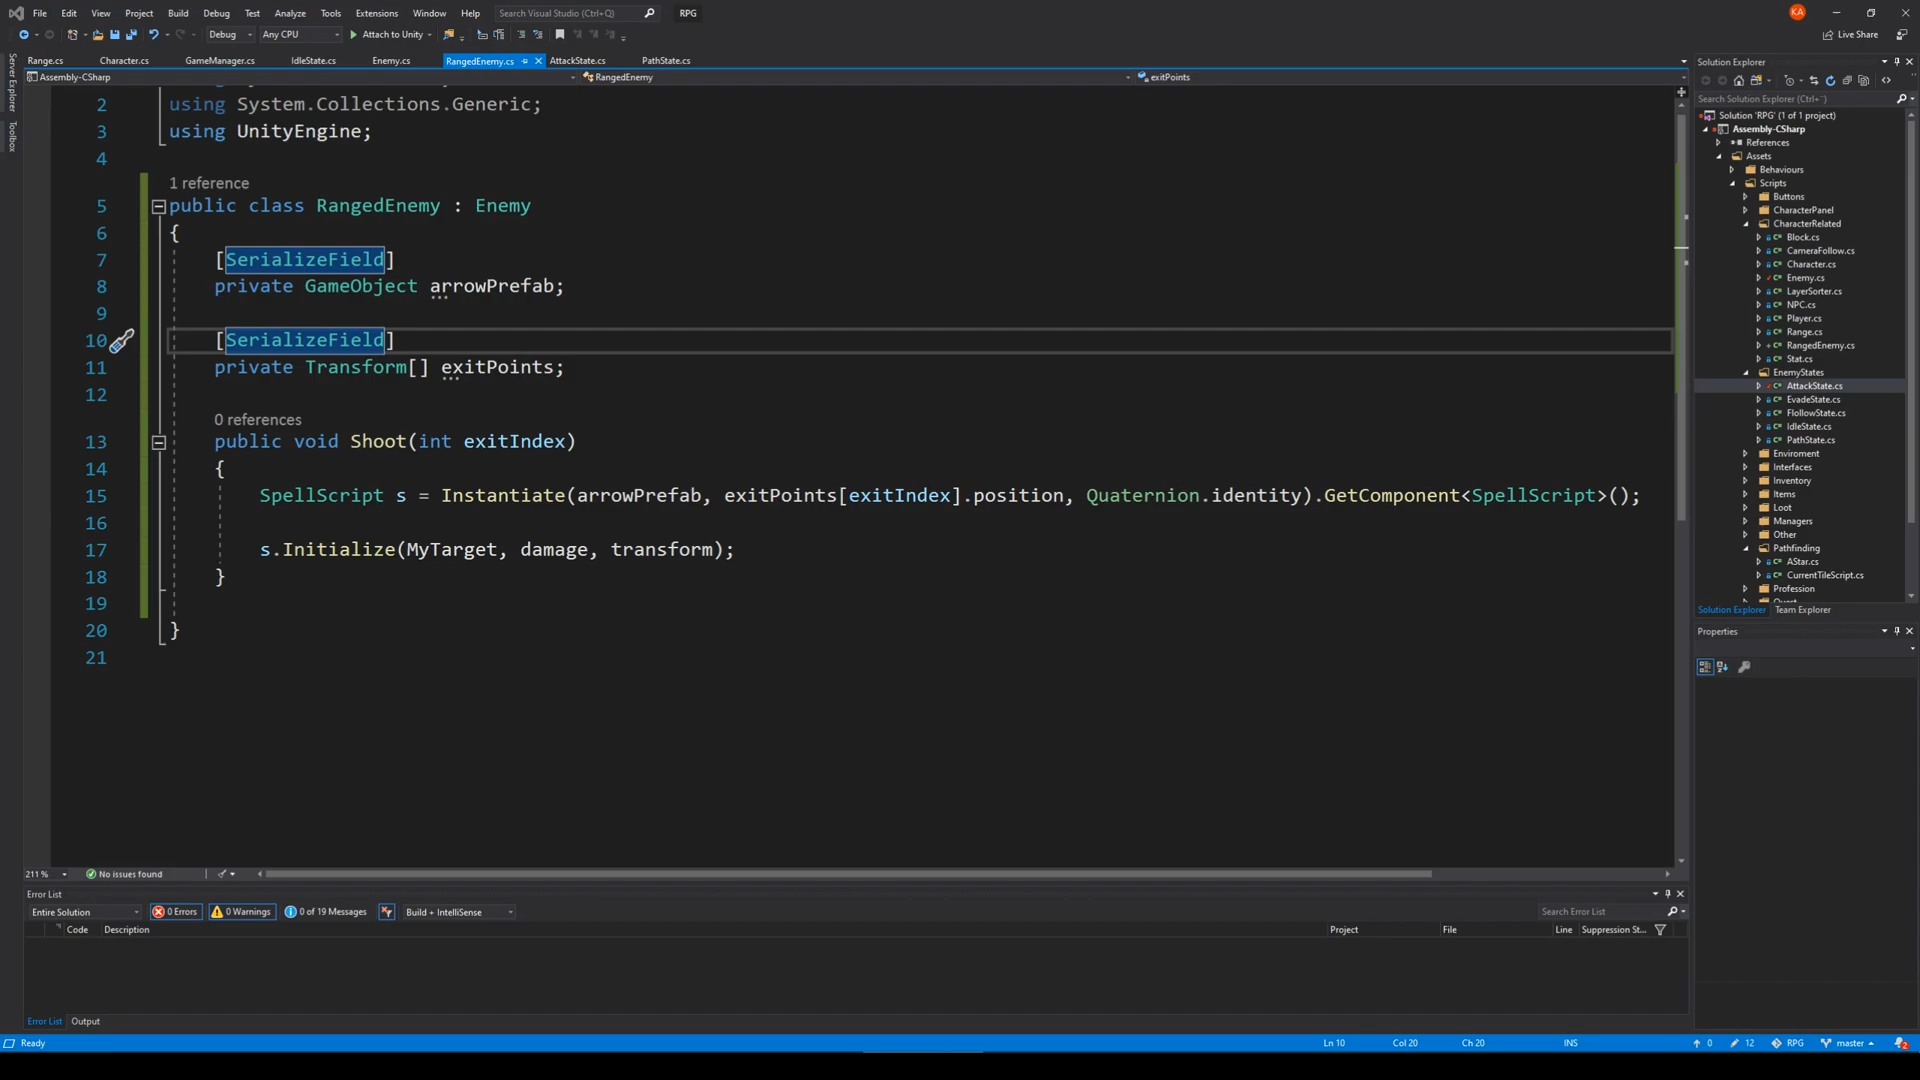 File Edit View Project Build Debug Test Analyze Tools Extensions Window Help Search Visual Studio (Ctrl+Q) RPG KA
Debug Any CPU Attach to Unity Live Share
Server Explorer
Toolbox
Range.cs Character.cs GameManager.cs IdleState.cs Enemy.cs RangedEnemy.cs AttackState.cs PathState.cs
Assembly-CSharp RangedEnemy exitPoints
2 using System.Collections.Generic;
3 using UnityEngine;
4
1 reference
5 public class RangedEnemy : Enemy
6 {
7 [SerializeField]
8 private GameObject arrowPrefab;
9
10 [SerializeField]
11 private Transform[] exitPoints;
12
0 references
13 public void Shoot(int exitIndex)
14 {
15 SpellScript s = Instantiate(arrowPrefab, exitPoints[exitIndex].position, Quaternion.identity).GetComponent<SpellScript>();
16
17 s.Initialize(MyTarget, damage, transform);
18 }
19
20 }
21
211 % No issues found
Error List
Entire Solution 0 Errors 0 Warnings 0 of 19 Messages Build + IntelliSense Search Error List
Code Description Project File Line Suppression St...
Error List Output
Ready Ln 10 Col 20 Ch 20 INS 0 12 RPG master 2
Solution Explorer
Search Solution Explorer (Ctrl+¨)
Solution 'RPG' (1 of 1 project)
Assembly-CSharp
References
Assets
Behaviours
Scripts
Buttons
CharacterPanel
CharacterRelated
Block.cs
CameraFollow.cs
Character.cs
Enemy.cs
LayerSorter.cs
NPC.cs
Player.cs
Range.cs
RangedEnemy.cs
Stat.cs
EnemyStates
AttackState.cs
EvadeState.cs
FlollowState.cs
IdleState.cs
PathState.cs
Enviroment
Interfaces
Inventory
Items
Loot
Managers
Other
Pathfinding
AStar.cs
CurrentTileScript.cs
Profession
Solution Explorer Team Explorer
Properties